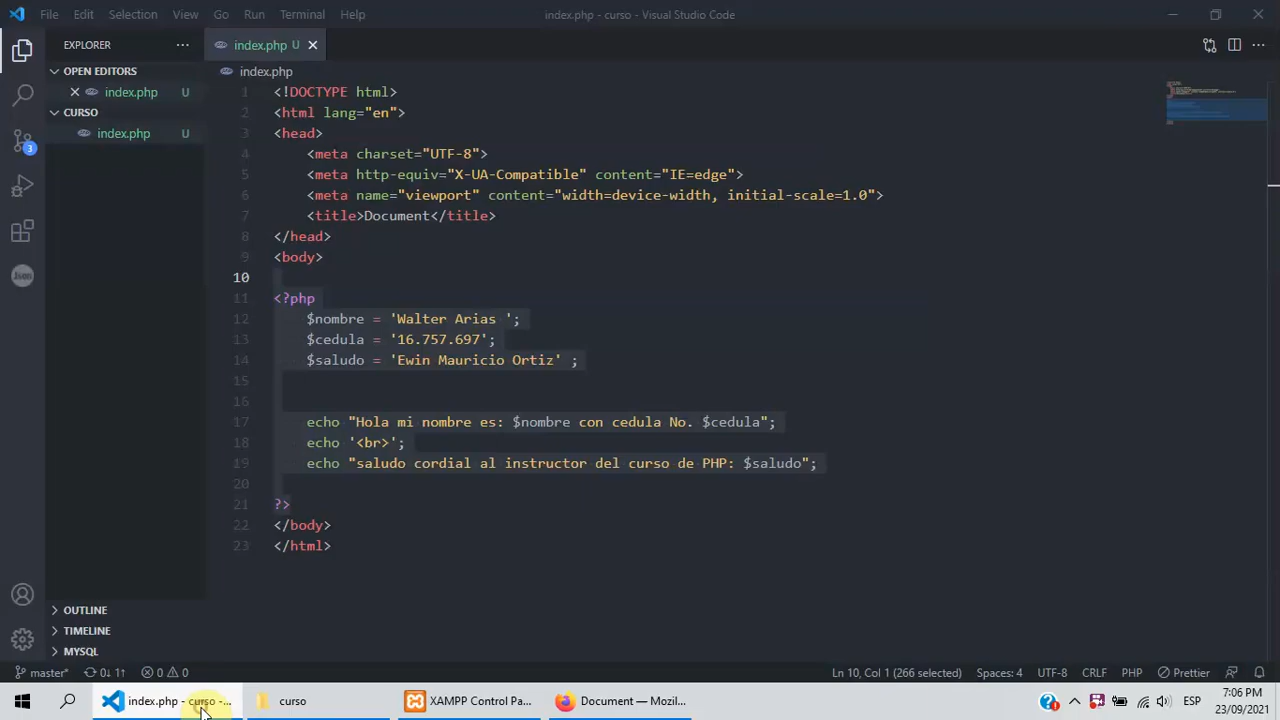 File Edit Selection View Go Run Terminal Help index.php - curso - Visual Studio Code
EXPLORER
index.php U
OPEN EDITORS
index.php
index.php U
CURSO
index.php U
1 <!DOCTYPE html>
2 <html lang="en">
3 <head>
4 <meta charset="UTF-8">
5 <meta http-equiv="X-UA-Compatible" content="IE=edge">
6 <meta name="viewport" content="width=device-width, initial-scale=1.0">
7 <title>Document</title>
8 </head>
9 <body>
10
11 <?php
12 $nombre = 'Walter Arias ';
13 $cedula = '16.757.697';
14 $saludo = 'Ewin Mauricio Ortiz' ;
15
16
17 echo "Hola mi nombre es: $nombre con cedula No. $cedula";
18 echo '<br>';
19 echo "saludo cordial al instructor del curso de PHP: $saludo";
20
21 ?>
22 </body>
23 </html>
3
Json
OUTLINE
TIMELINE
MYSQL
master* 0↓ 1↑ 0 0 Ln 10, Col 1 (266 selected) Spaces: 4 UTF-8 CRLF PHP Prettier
index.php - curso -... curso XAMPP Control Pa... Document — Mozil... ESP 7:06 PM
23/09/2021